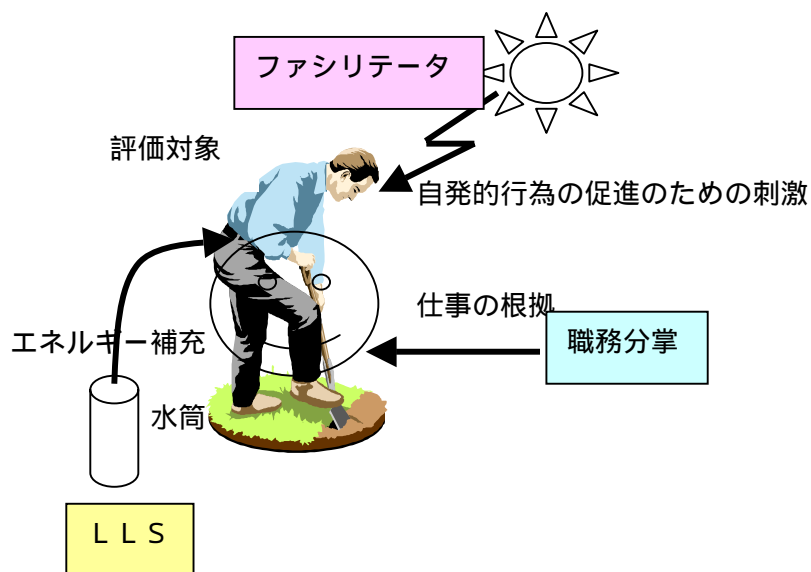 ファシリテータ
評価対象
自発的行為の促進のための刺激
仕事の根拠
職務分掌
エネルギー補充
水筒
ＬＬＳ